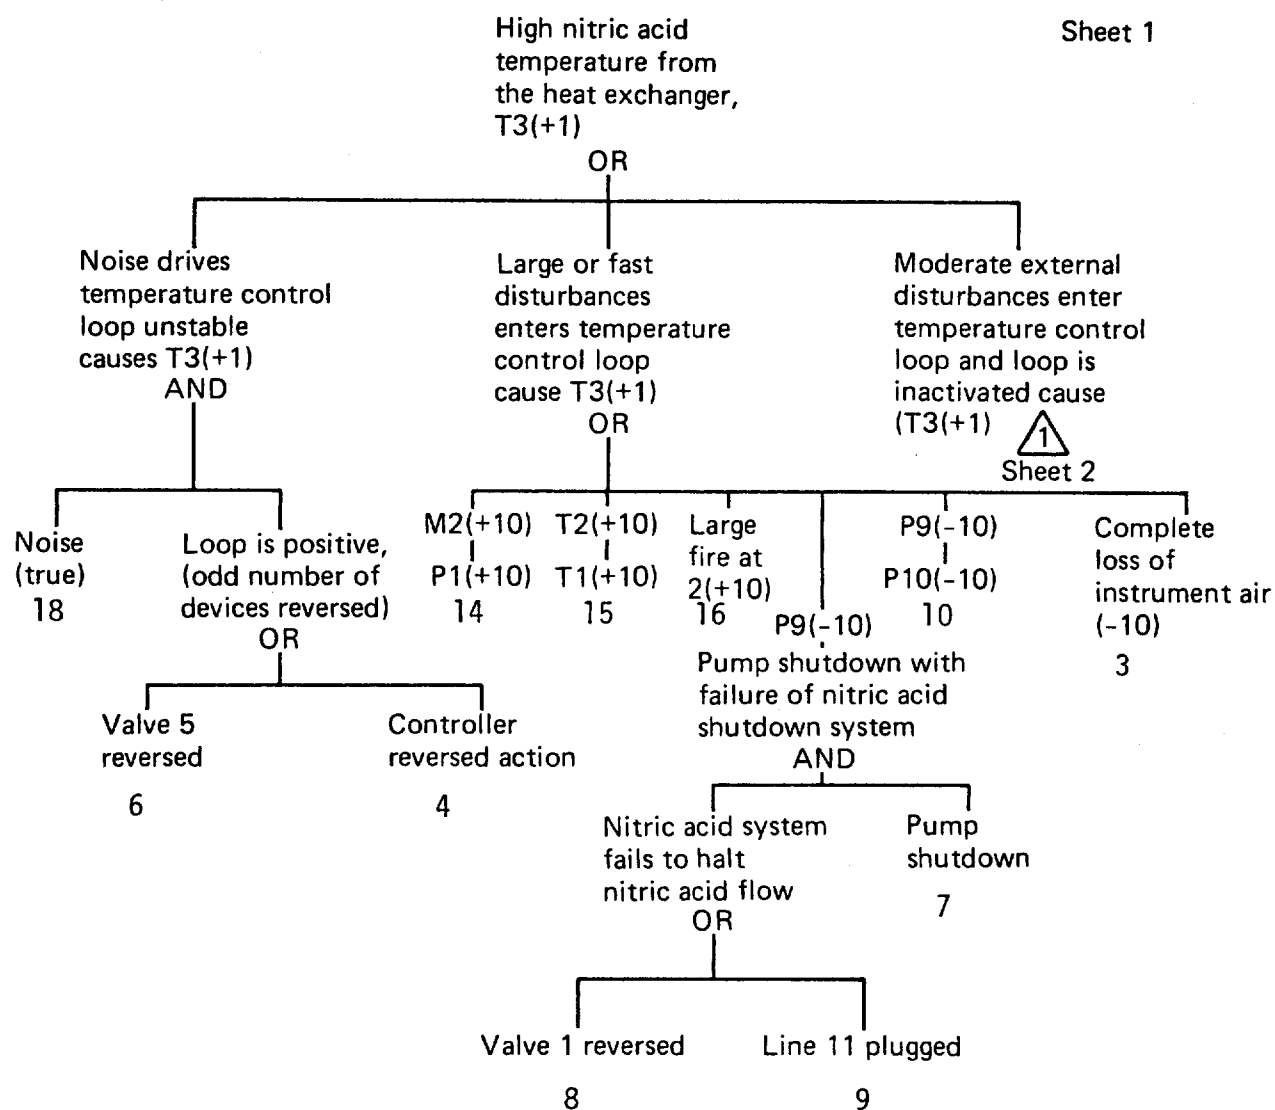 High nitric acid
temperature from
the heat exchanger,
T3(+1)
OR
Sheet 1
Noise drives
temperature control
loop unstable
causes T3(+1)
AND
Large or fast
disturbances
enters temperature
control loop
cause T3(+1)
OR
Moderate external
disturbances enter
temperature control
loop and loop is
inactivated cause
(T3(+1)
1
Sheet 2
Noise
(true)
18
Loop is positive,
(odd number of
devices reversed)
OR
M2(+10)
P1(+10)
14
T2(+10)
T1(+10)
15
Large
fire at
2(+10)
16
P9(-10)
Pump shutdown with
failure of nitric acid
shutdown system
AND
P9(-10)
P10(-10)
10
Complete
loss of
instrument air
(-10)
3
Valve 5
reversed
6
Controller
reversed action
4
Nitric acid system
fails to halt
nitric acid flow
OR
Pump
shutdown
7
Valve 1 reversed
8
Line 11 plugged
9